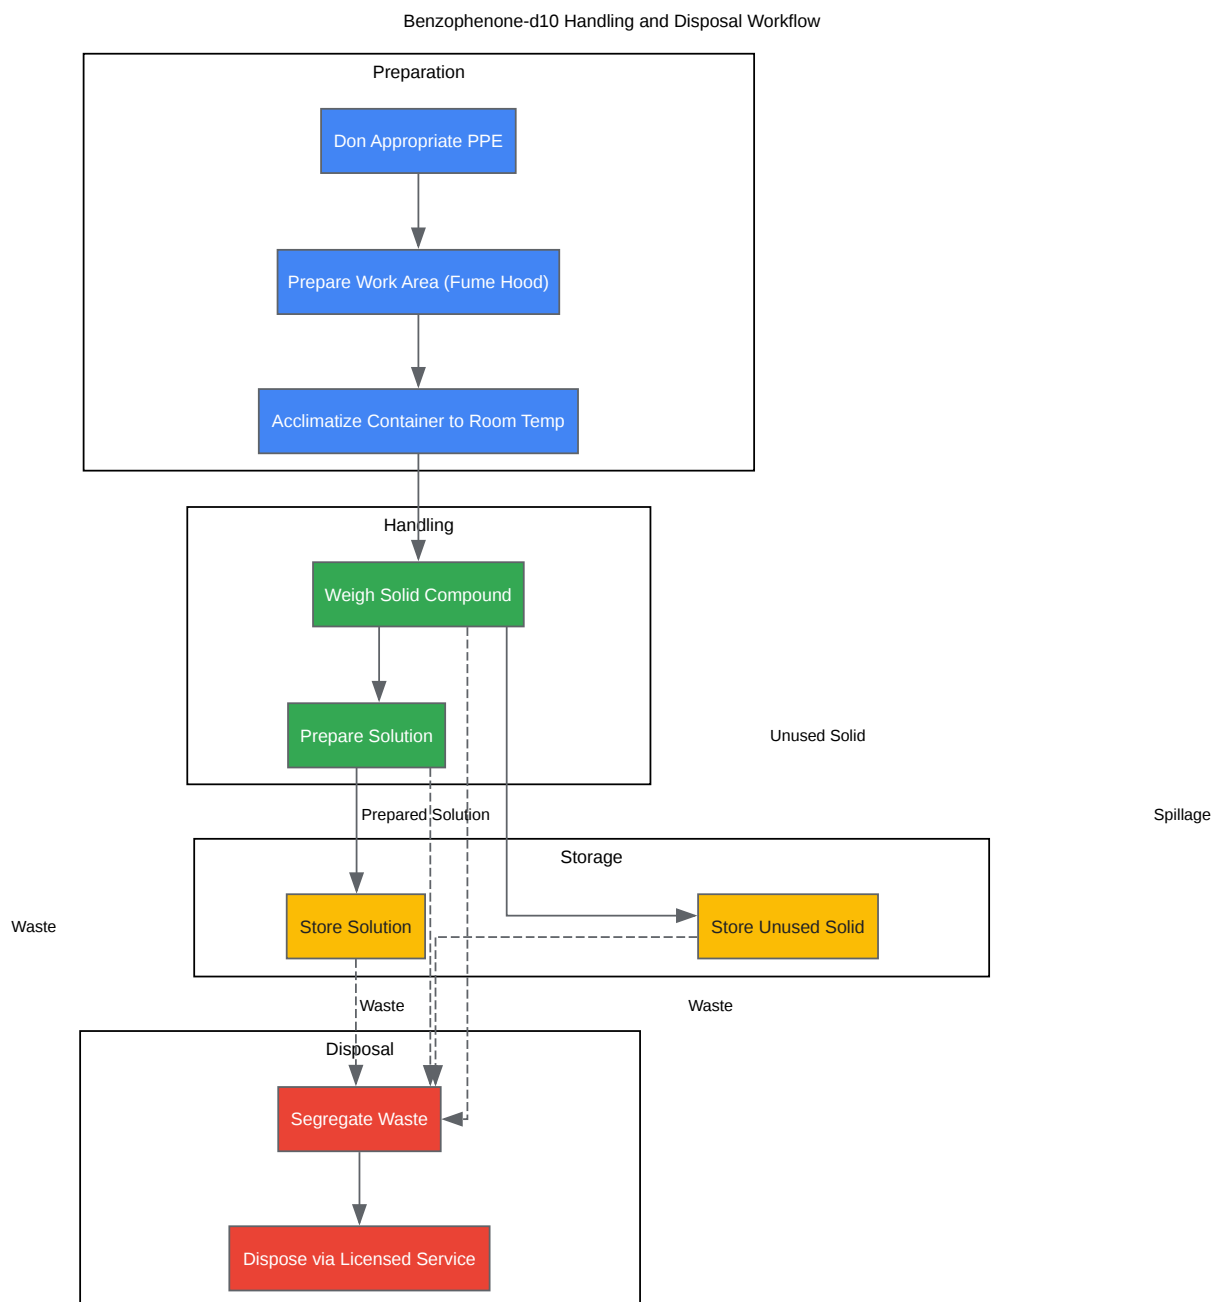 Benzophenone-d10 Handling and Disposal Workflow
Preparation
Don Appropriate PPE
Prepare Work Area (Fume Hood)
Acclimatize Container to Room Temp
Handling
Weigh Solid Compound
Prepare Solution
Unused Solid
Prepared Solution
Spillage
Storage
Waste
Store Solution
Store Unused Solid
Waste
Waste
Disposal
Segregate Waste
Dispose via Licensed Service